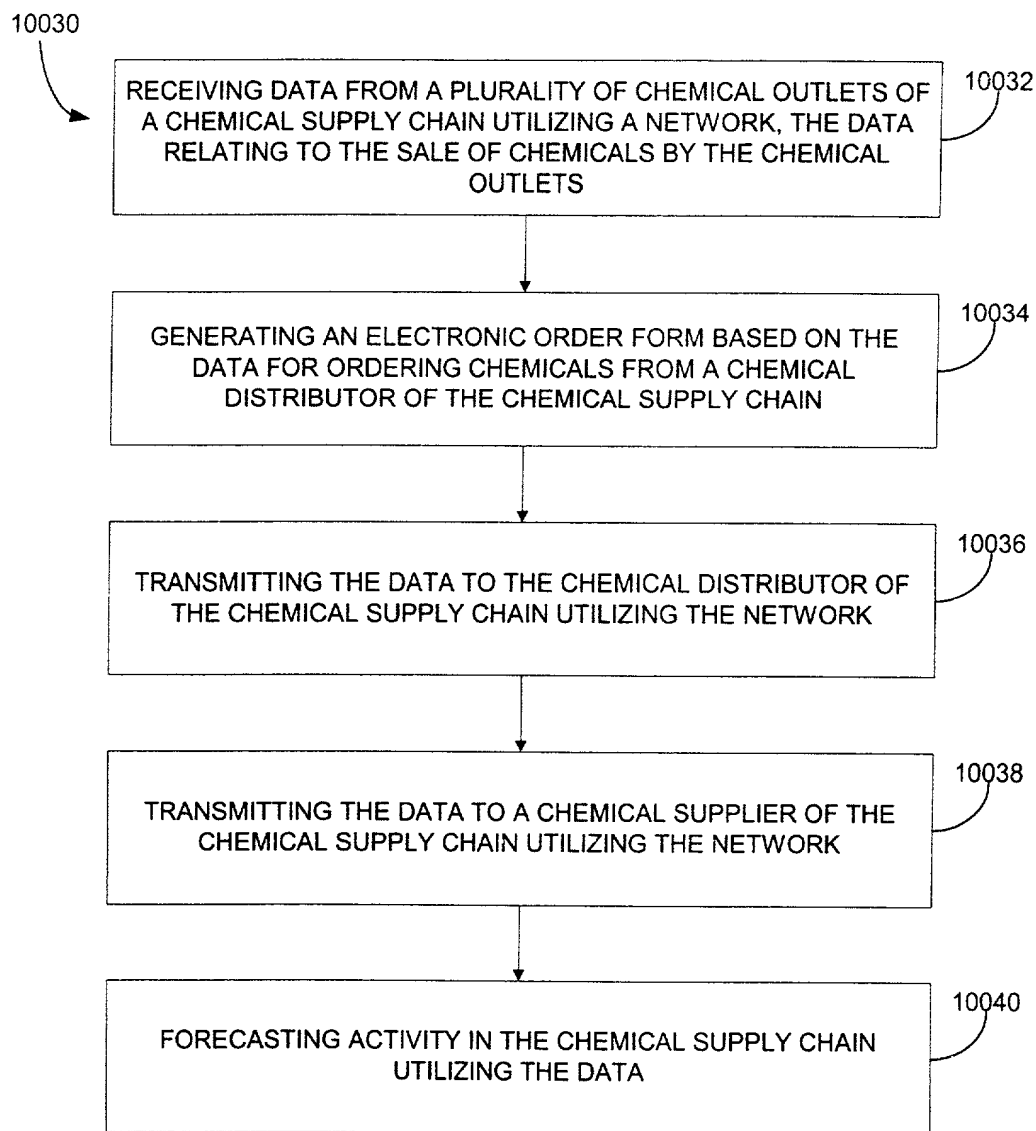 10030
RECEIVING DATA FROM A PLURALITY OF CHEMICAL OUTLETS OF
A CHEMICAL SUPPLY CHAIN UTILIZING A NETWORK, THE DATA
RELATING TO THE SALE OF CHEMICALS BY THE CHEMICAL
OUTLETS
10032
GENERATING AN ELECTRONIC ORDER FORM BASED ON THE
DATA FOR ORDERING CHEMICALS FROM A CHEMICAL
DISTRIBUTOR OF THE CHEMICAL SUPPLY CHAIN
10034
TRANSMITTING THE DATA TO THE CHEMICAL DISTRIBUTOR OF
THE CHEMICAL SUPPLY CHAIN UTILIZING THE NETWORK
10036
TRANSMITTING THE DATA TO A CHEMICAL SUPPLIER OF THE
CHEMICAL SUPPLY CHAIN UTILIZING THE NETWORK
10038
FORECASTING ACTIVITY IN THE CHEMICAL SUPPLY CHAIN
UTILIZING THE DATA
10040